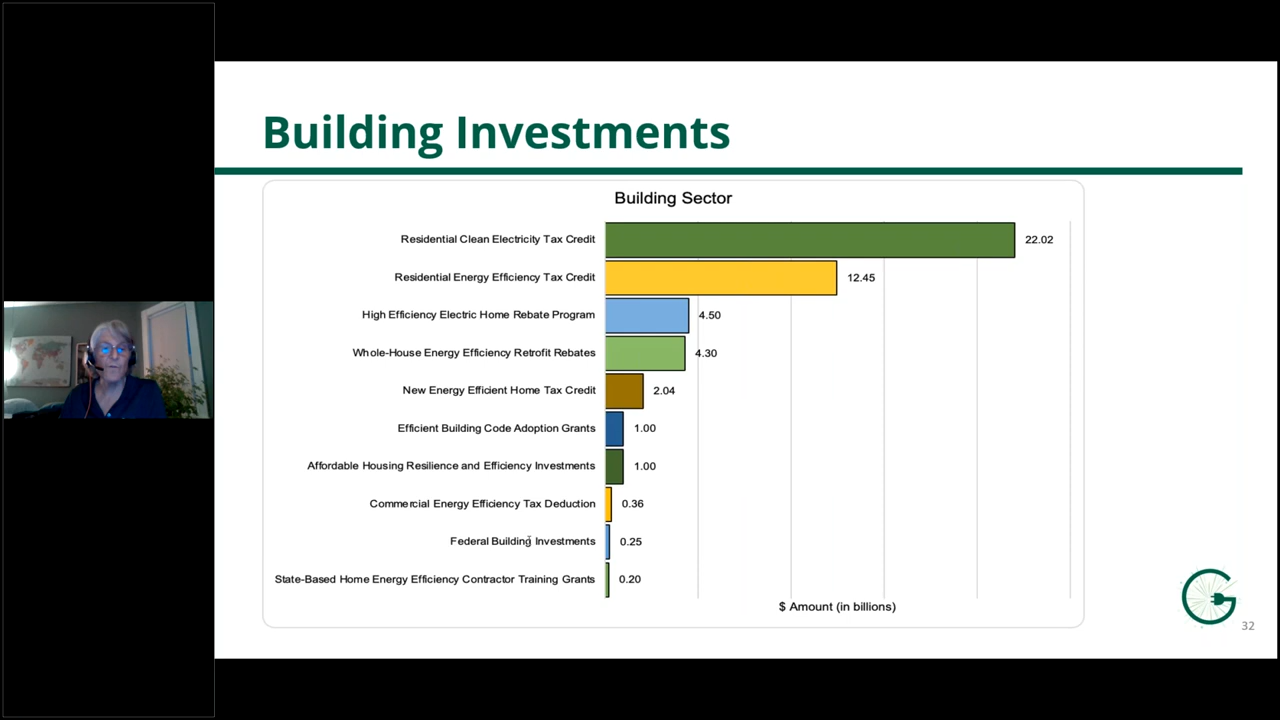 Building Investments
Building Sector
Residential Clean Electricity Tax Credit 22.02
Residential Energy Efficiency Tax Credit 12.45
High Efficiency Electric Home Rebate Program 4.50
Whole-House Energy Efficiency Retrofit Rebates 4.30
New Energy Efficient Home Tax Credit 2.04
Efficient Building Code Adoption Grants 1.00
Affordable Housing Resilience and Efficiency Investments 1.00
Commercial Energy Efficiency Tax Deduction 0.36
Federal Building Investments 0.25
State-Based Home Energy Efficiency Contractor Training Grants 0.20
$ Amount (in billions)
32